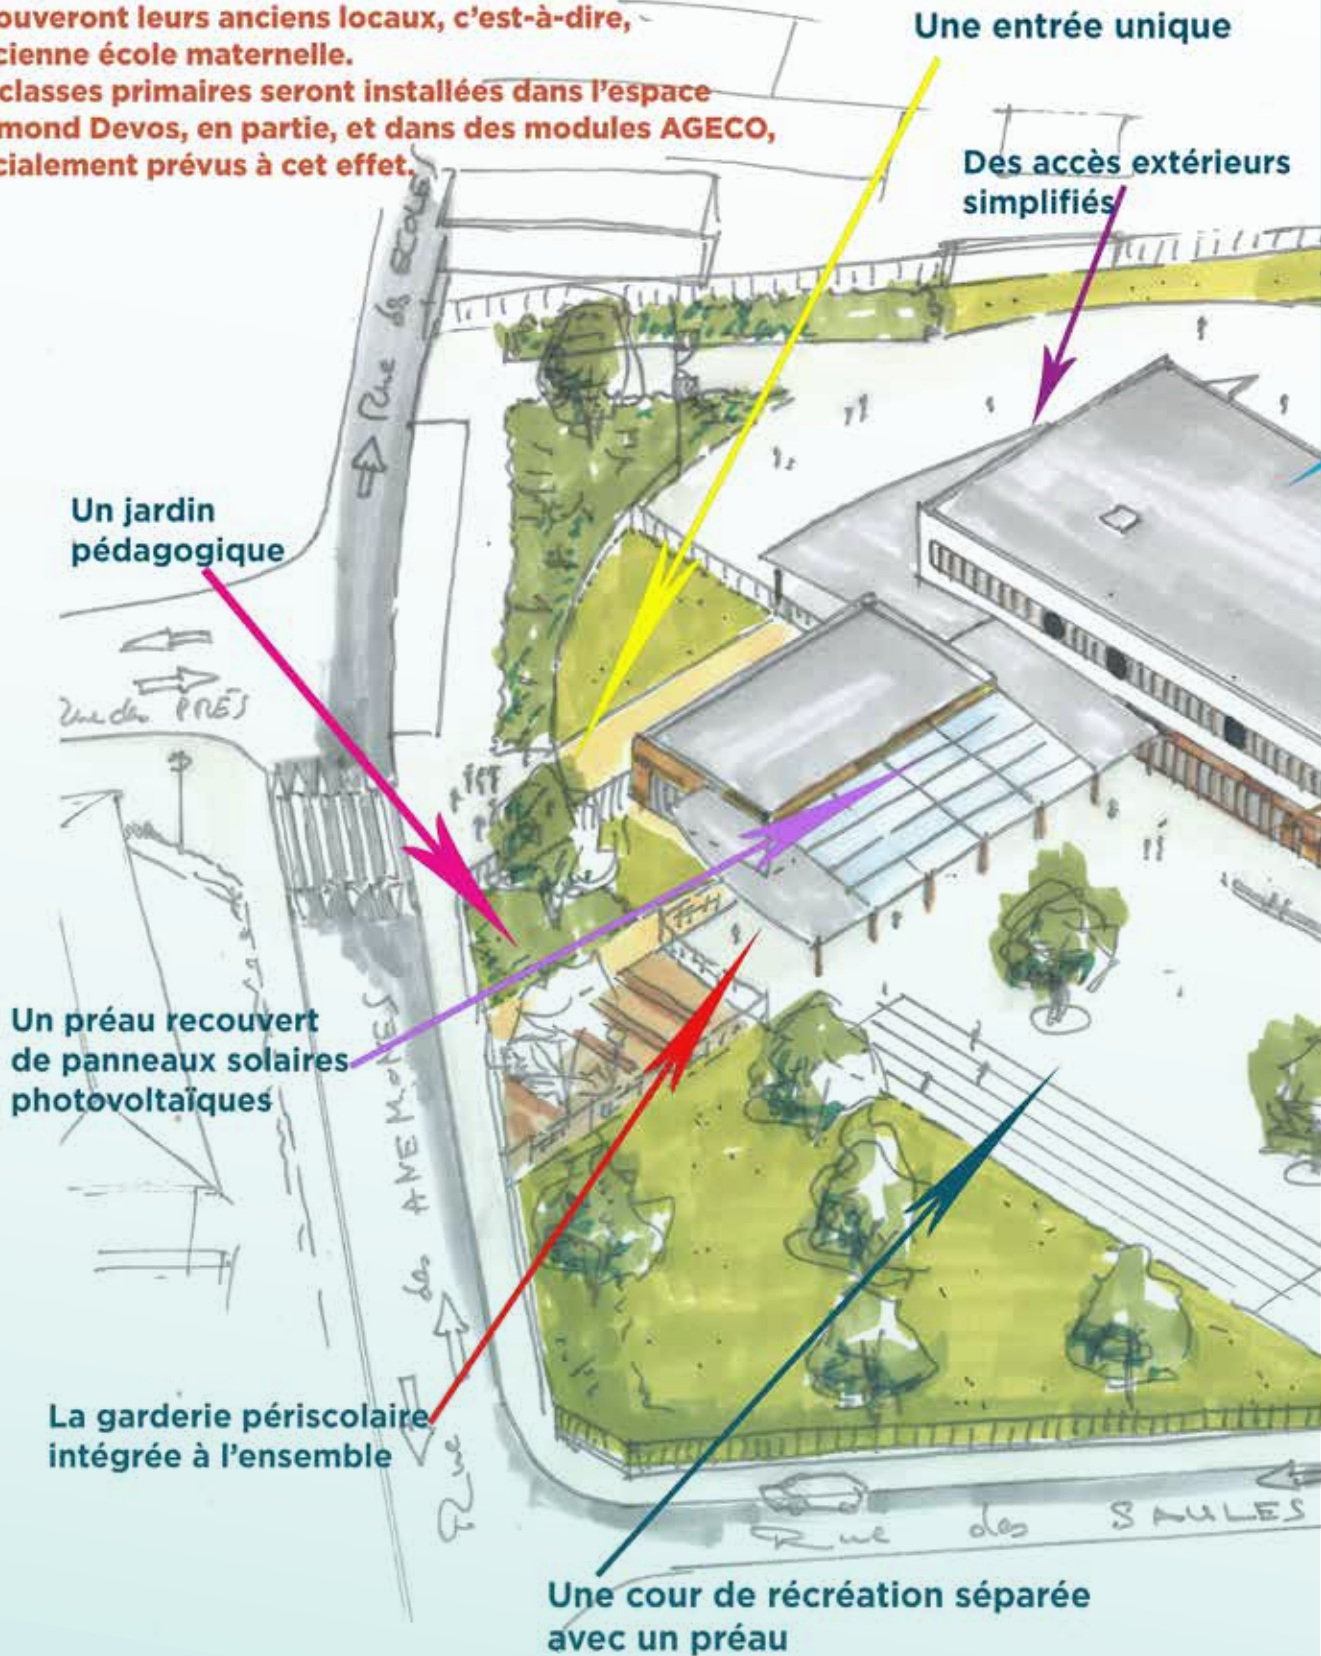 ouveront leurs anciens locaux, c'est-à-dire,
cienne école maternelle.
classes primaires seront installées dans l'espace
mond Devos, en partie, et dans des modules AGECO,
cialement prévus à cet effet.
Une entrée unique
Des accès extérieurs
simplifiés
Rue des ECOLES
Un jardin
pédagogique
Rue des PRÉS
Un préau recouvert
de panneaux solaires
photovoltaïques
Rue des ANEMONES
La garderie périscolaire
intégrée à l'ensemble
Rue des SAULES
Une cour de récréation séparée
avec un préau